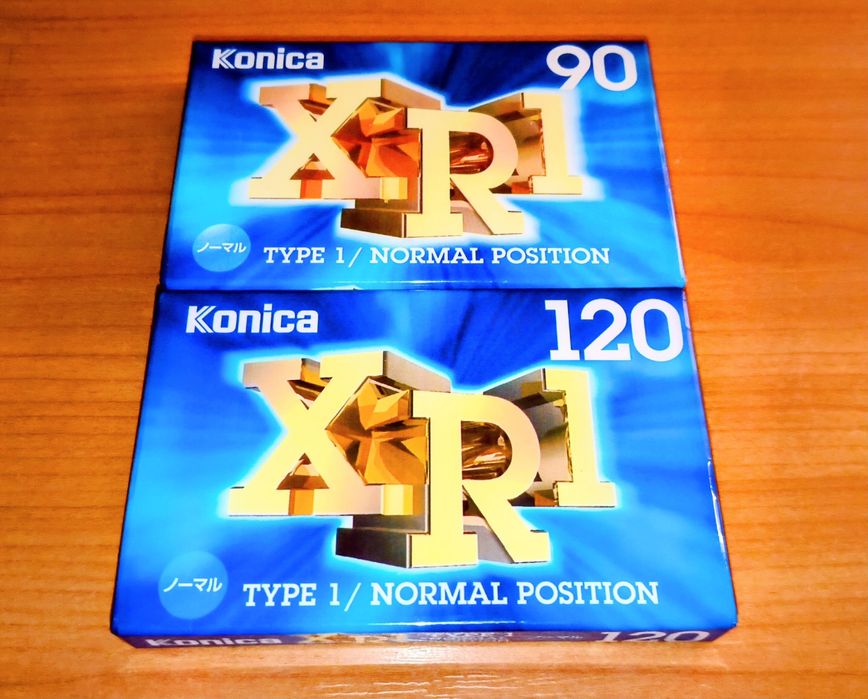 Konica 90
XR1
ノーマル TYPE 1/ NORMAL POSITION
Konica 120
XR1
ノーマル TYPE 1/ NORMAL POSITION
Konica XR1 120